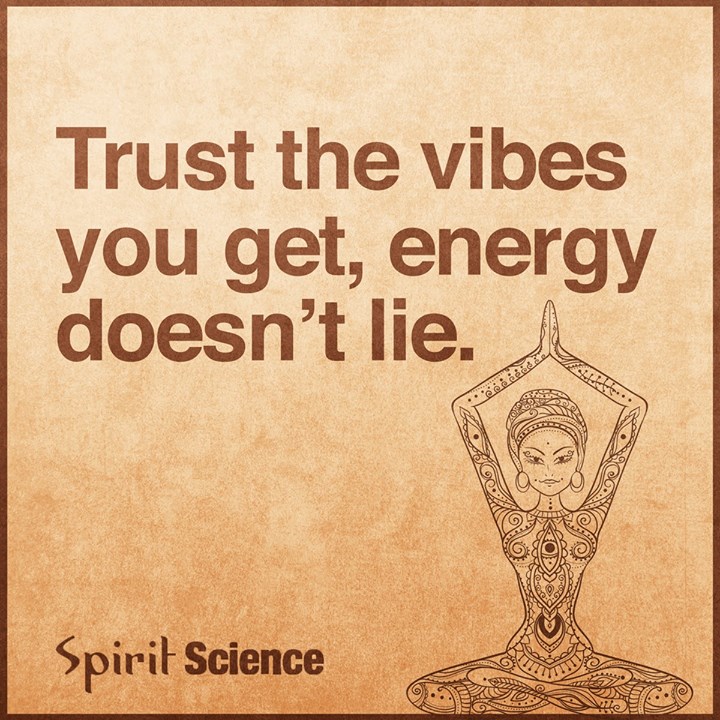 Trust the vibes
you get, energy
doesn’t lie.
Spirit Science